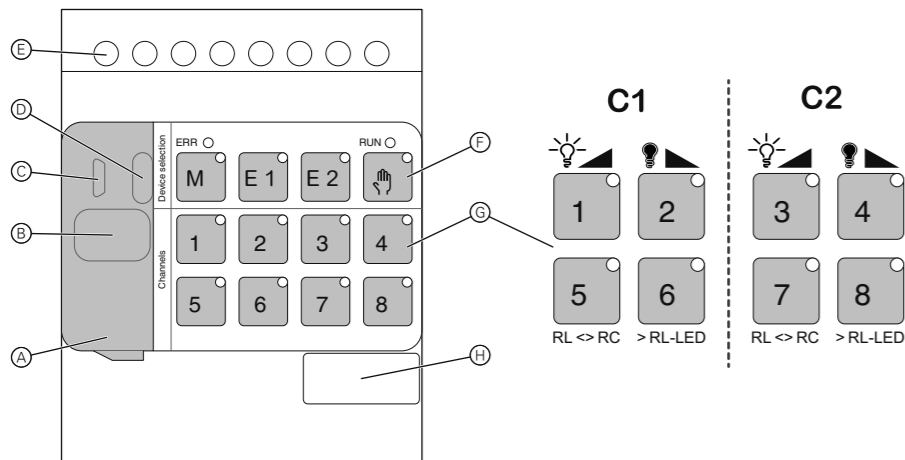 E
D
C
B
A
Device selection
Channels
ERR RUN
M E 1 E 2
1 2 3 4
5 6 7 8
F
G
H
C1 C2
1 2 3 4
5 6 7 8
RL <> RC > RL-LED RL <> RC > RL-LED